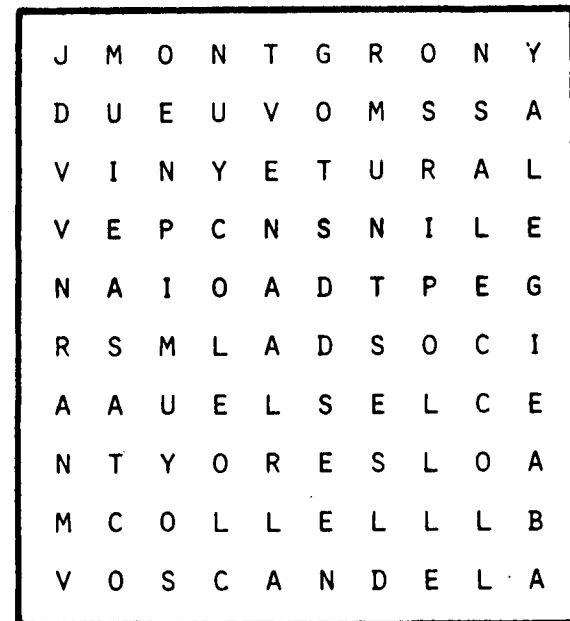 J M O N T G R O N Y
D U E U V O M S S A
V I N Y E T U R A L
V E P C N S N I L E
N A I O A D T P E G
R S M L A D S O C I
A A U E L S E L C E
N T Y O R E S L O A
M C O L L E L L L B
V O S C A N D E L A